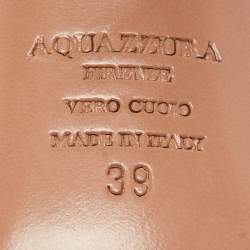 AQUAZZURA
FIRENZE
VERO CUOIO
MADE IN ITALY
39